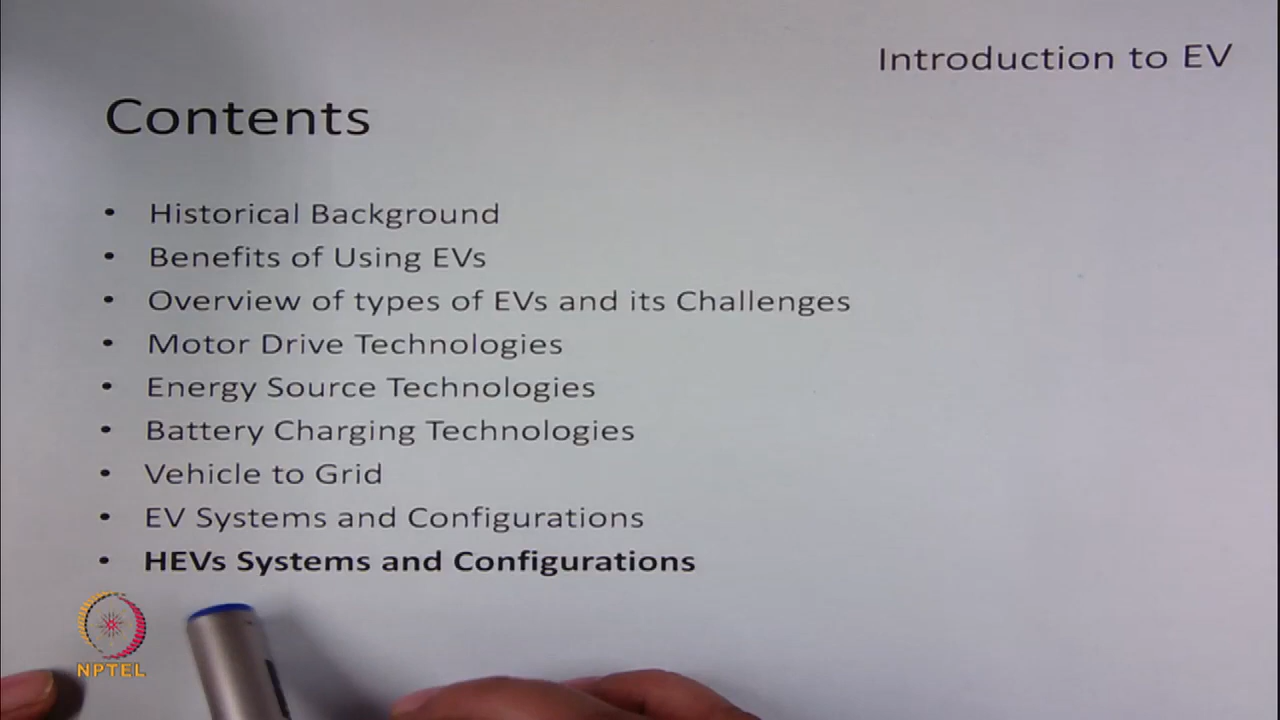 Introduction to EV
Contents
• Historical Background
• Benefits of Using EVs
• Overview of types of EVs and its Challenges
• Motor Drive Technologies
• Energy Source Technologies
• Battery Charging Technologies
• Vehicle to Grid
• EV Systems and Configurations
• HEVs Systems and Configurations
NPTEL